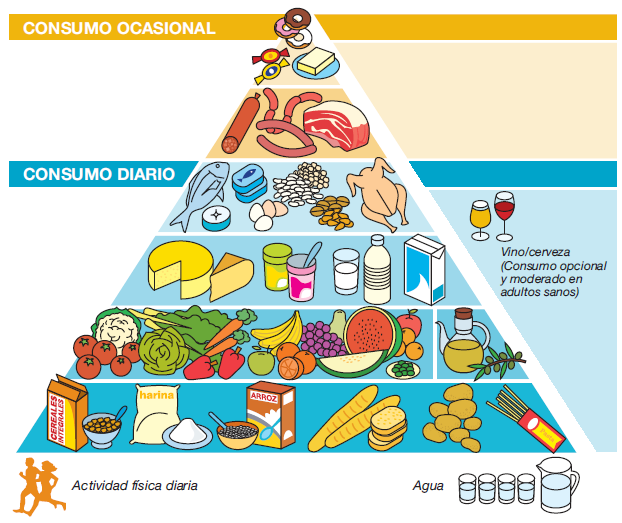 CONSUMO OCASIONAL
CONSUMO DIARIO
Vino/cerveza
(Consumo opcional
y moderado en
adultos sanos)
CEREALES
INTEGRALES
harina
ARROZ
Actividad física diaria
Agua